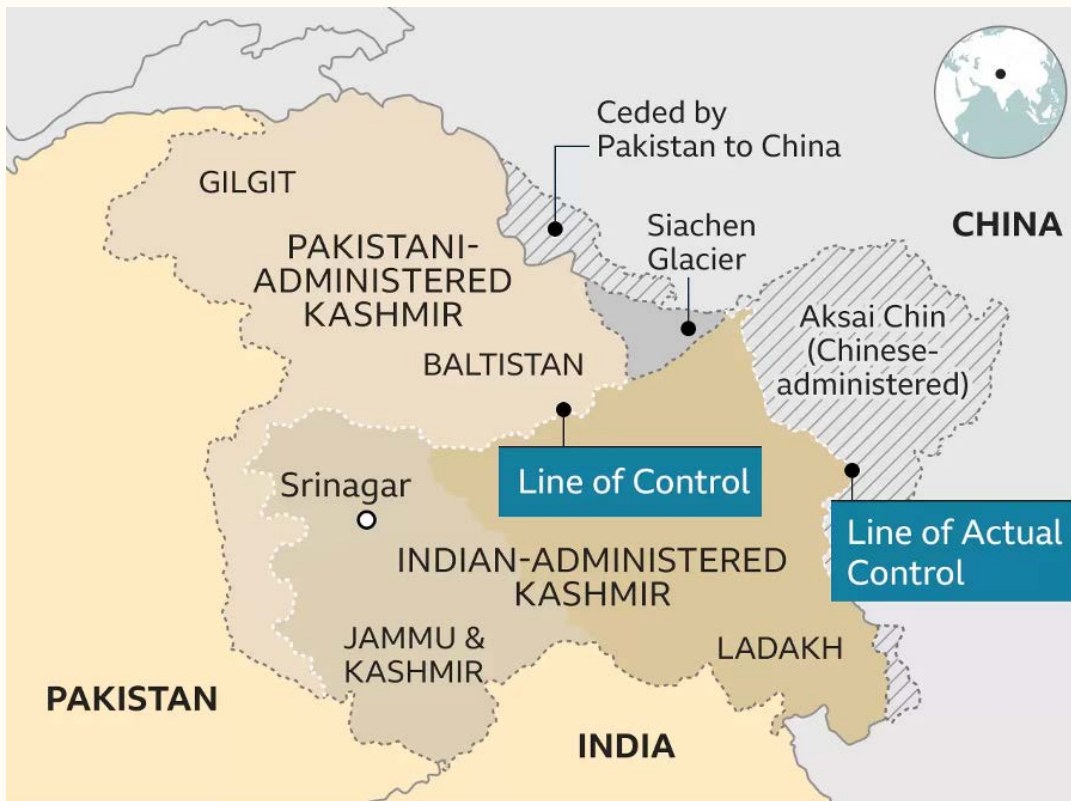 Ceded by
Pakistan to China
GILGIT
CHINA
Siachen
Glacier
PAKISTANI-
ADMINISTERED
KASHMIR
Aksai Chin
(Chinese-
administered)
BALTISTAN
Line of Control
Srinagar
Line of Actual
Control
INDIAN-ADMINISTERED
KASHMIR
JAMMU &
KASHMIR
LADAKH
PAKISTAN
INDIA